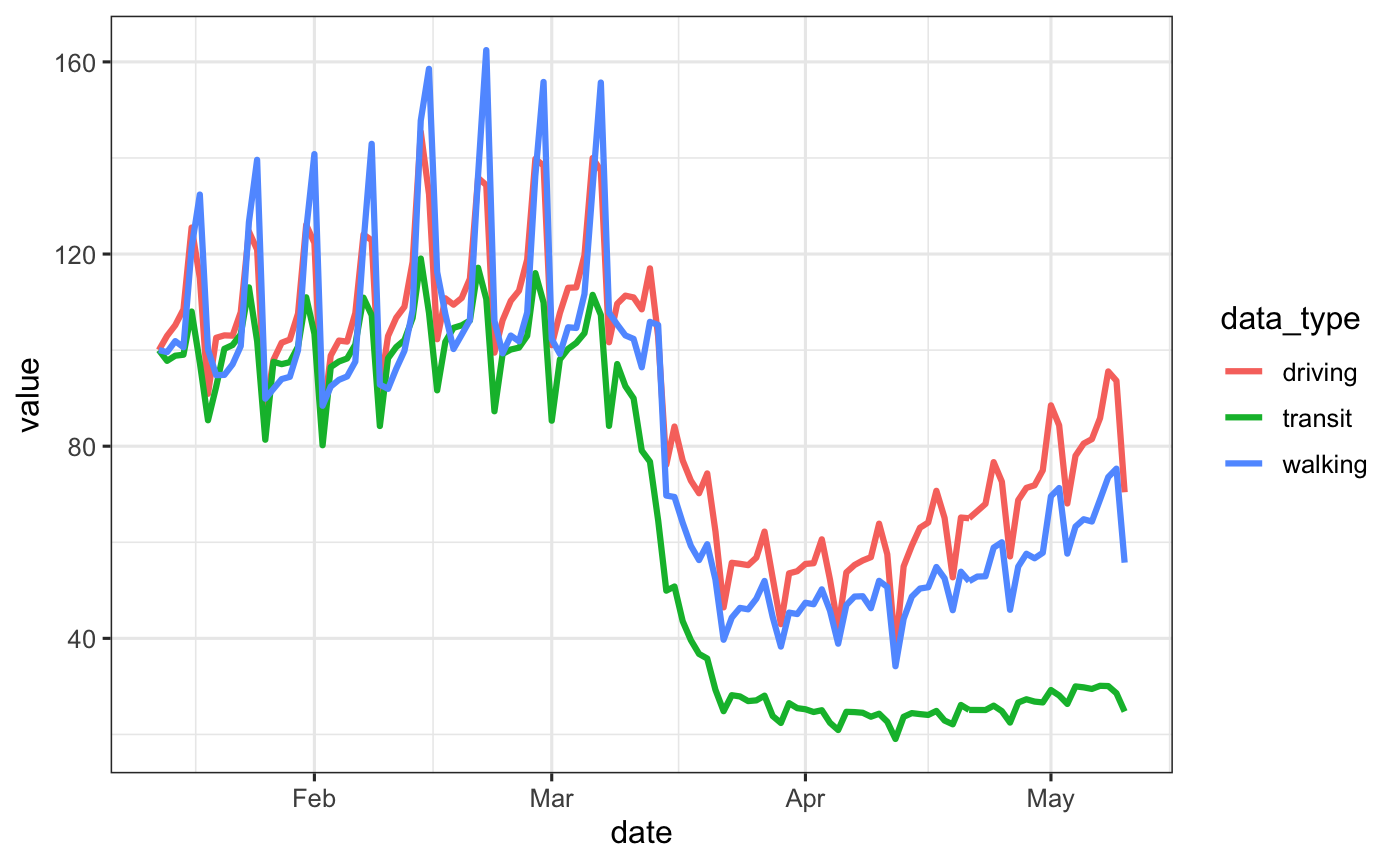 160
120
80
40
value
Feb
Mar
Apr
May
date
data_type
driving
transit
walking